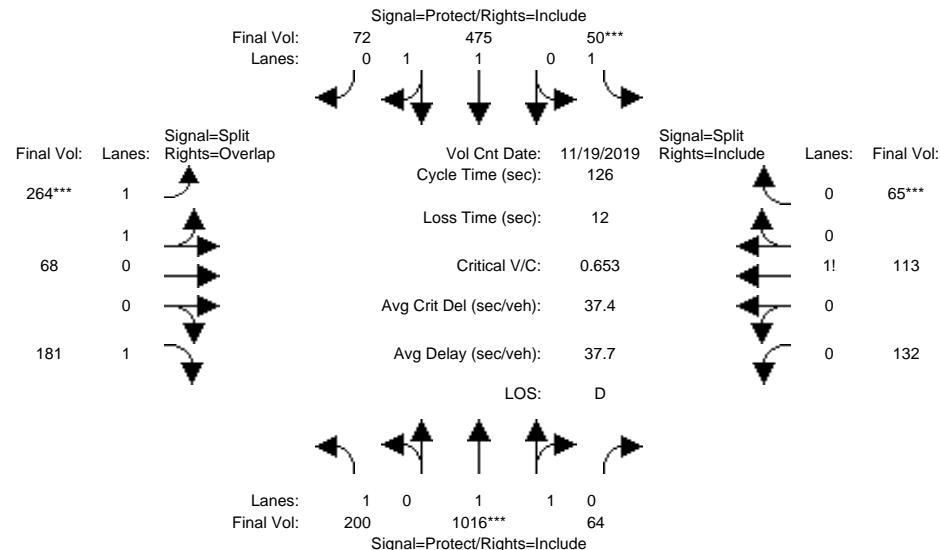 Signal=Protect/Rights=Include
Final Vol: 72 475 50***
Lanes: 0 1 1 0 1
Signal=Split Signal=Split
Final Vol: Lanes: Rights=Overlap Vol Cnt Date: 11/19/2019 Rights=Include Lanes: Final Vol:
Cycle Time (sec): 126
264*** 1 0 65***
Loss Time (sec): 12
1 0
68 0 Critical V/C: 0.653 1! 113
0 Avg Crit Del (sec/veh): 37.4 0
181 1 Avg Delay (sec/veh): 37.7 0 132
LOS: D
Lanes: 1 0 1 1 0
Final Vol: 200 1016*** 64
Signal=Protect/Rights=Include